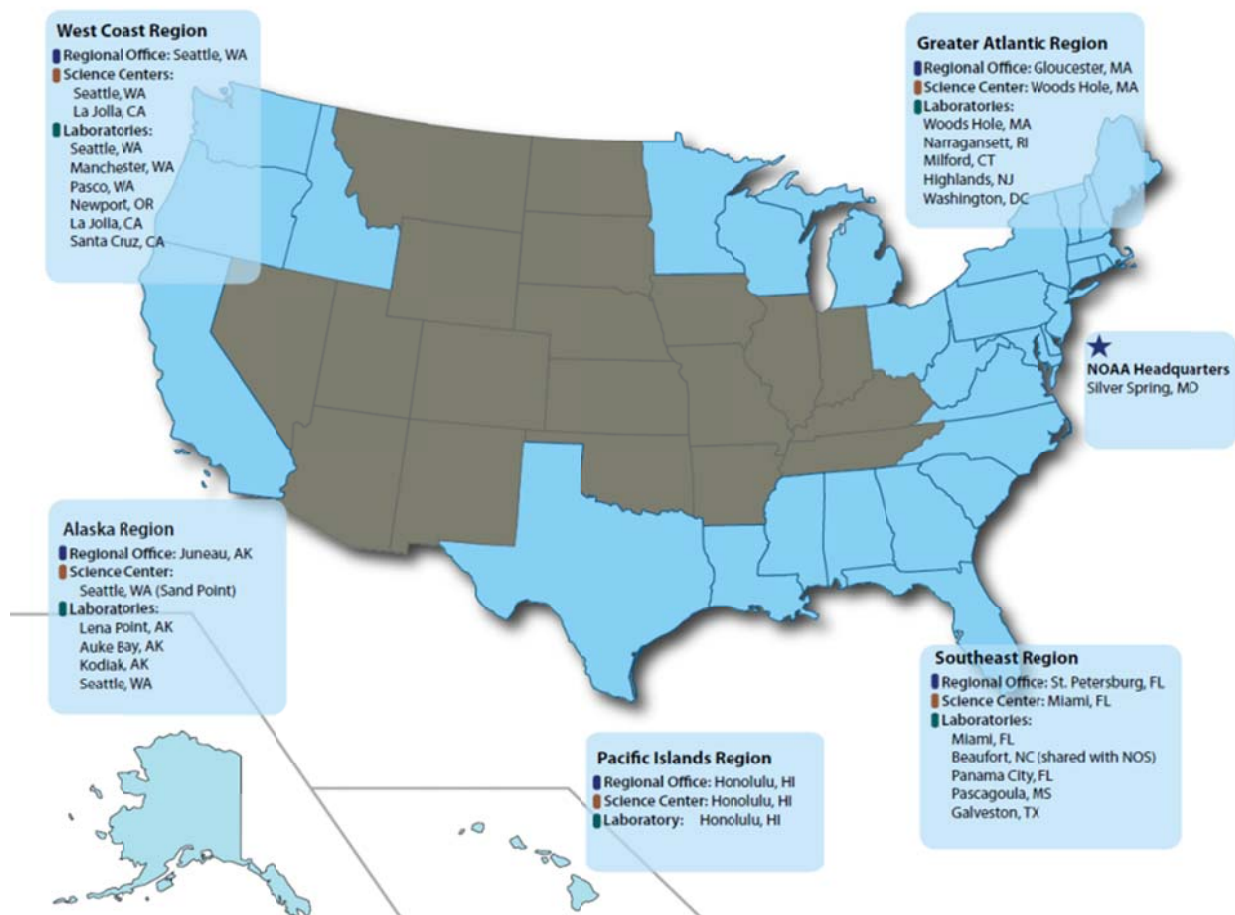 West Coast Region
Regional Office: Seattle, WA
Science Centers:
Seattle, WA
La Jolla, CA
Laboratories:
Seattle, WA
Manchester, WA
Pasco, WA
Newport, OR
La Jolla, CA
Santa Cruz, CA
Greater Atlantic Region
Regional Office: Gloucester, MA
Science Center: Woods Hole, MA
Laboratories:
Woods Hole, MA
Narragansett, RI
Milford, CT
Highlands, NJ
Washington, DC
NOAA Headquarters
Silver Spring, MD
Alaska Region
Regional Office: Juneau, AK
Science Center:
Seattle, WA (Sand Point)
Laboratories:
Lena Point, AK
Auke Bay, AK
Kodiak, AK
Seattle, WA
Southeast Region
Regional Office: St. Petersburg, FL
Science Center: Miami, FL
Laboratories:
Miami, FL
Beaufort, NC (shared with NOS)
Panama City, FL
Pascagoula, MS
Galveston, TX
Pacific Islands Region
Regional Office: Honolulu, HI
Science Center: Honolulu, HI
Laboratory: Honolulu, HI